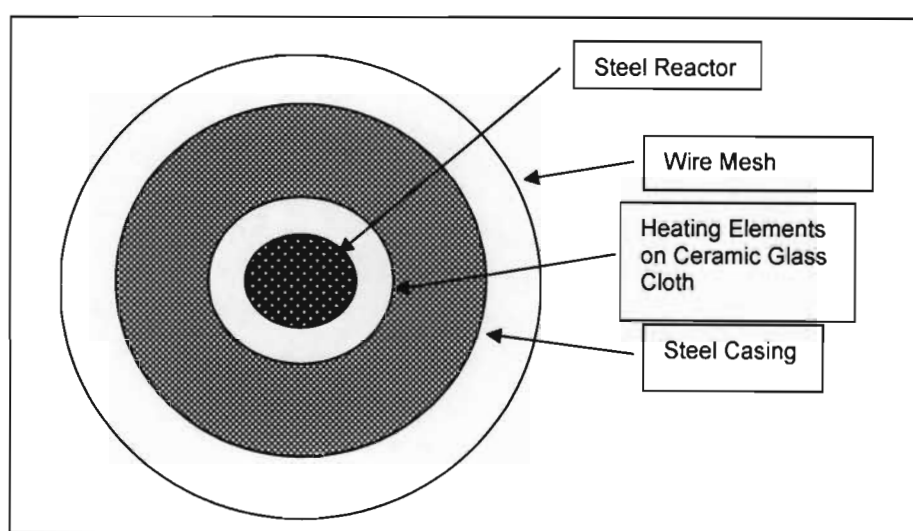 Steel Reactor
Wire Mesh
Heating Elements
on Ceramic Glass
Cloth
Steel Casing